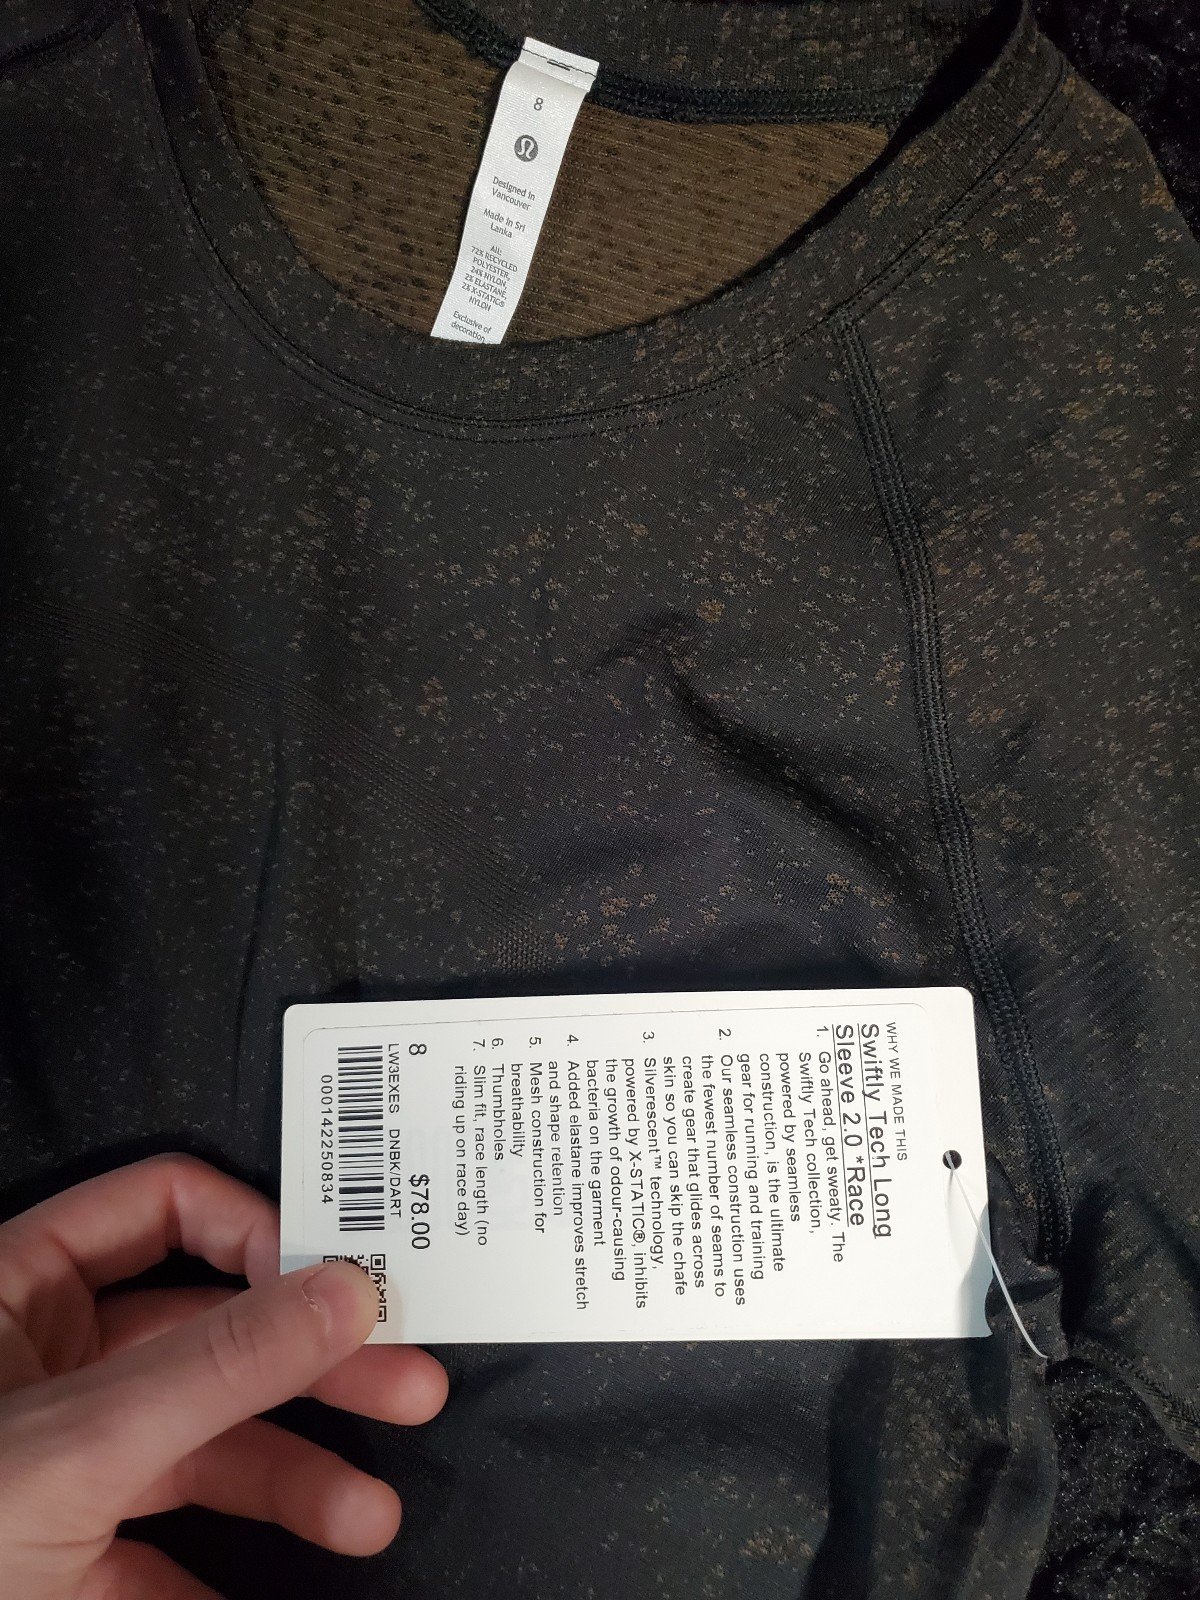 8
Designed in
Vancouver
Made in Sri
Lanka
All:
72% RECYCLED
POLYESTER,
24% NYLON,
2% ELASTANE,
2% X-STATIC®
NYLON
Exclusive of
decoration
WHY WE MADE THIS
Swiftly Tech Long
Sleeve 2.0 *Race
1. Go ahead, get sweaty. The
Swiftly Tech collection,
powered by seamless
construction, is the ultimate
gear for running and training
2. Our seamless construction uses
the fewest number of seams to
create gear that glides across
skin so you can skip the chafe
3. Silverescent™ technology,
powered by X-STATIC®, inhibits
the growth of odour-causing
bacteria on the garment
4. Added elastane improves stretch
and shape retention
5. Mesh construction for
breathability
6. Thumbholes
7. Slim fit, race length (no
riding up on race day)
8 $78.00
LW3EXES DNBK/DART
000142250834